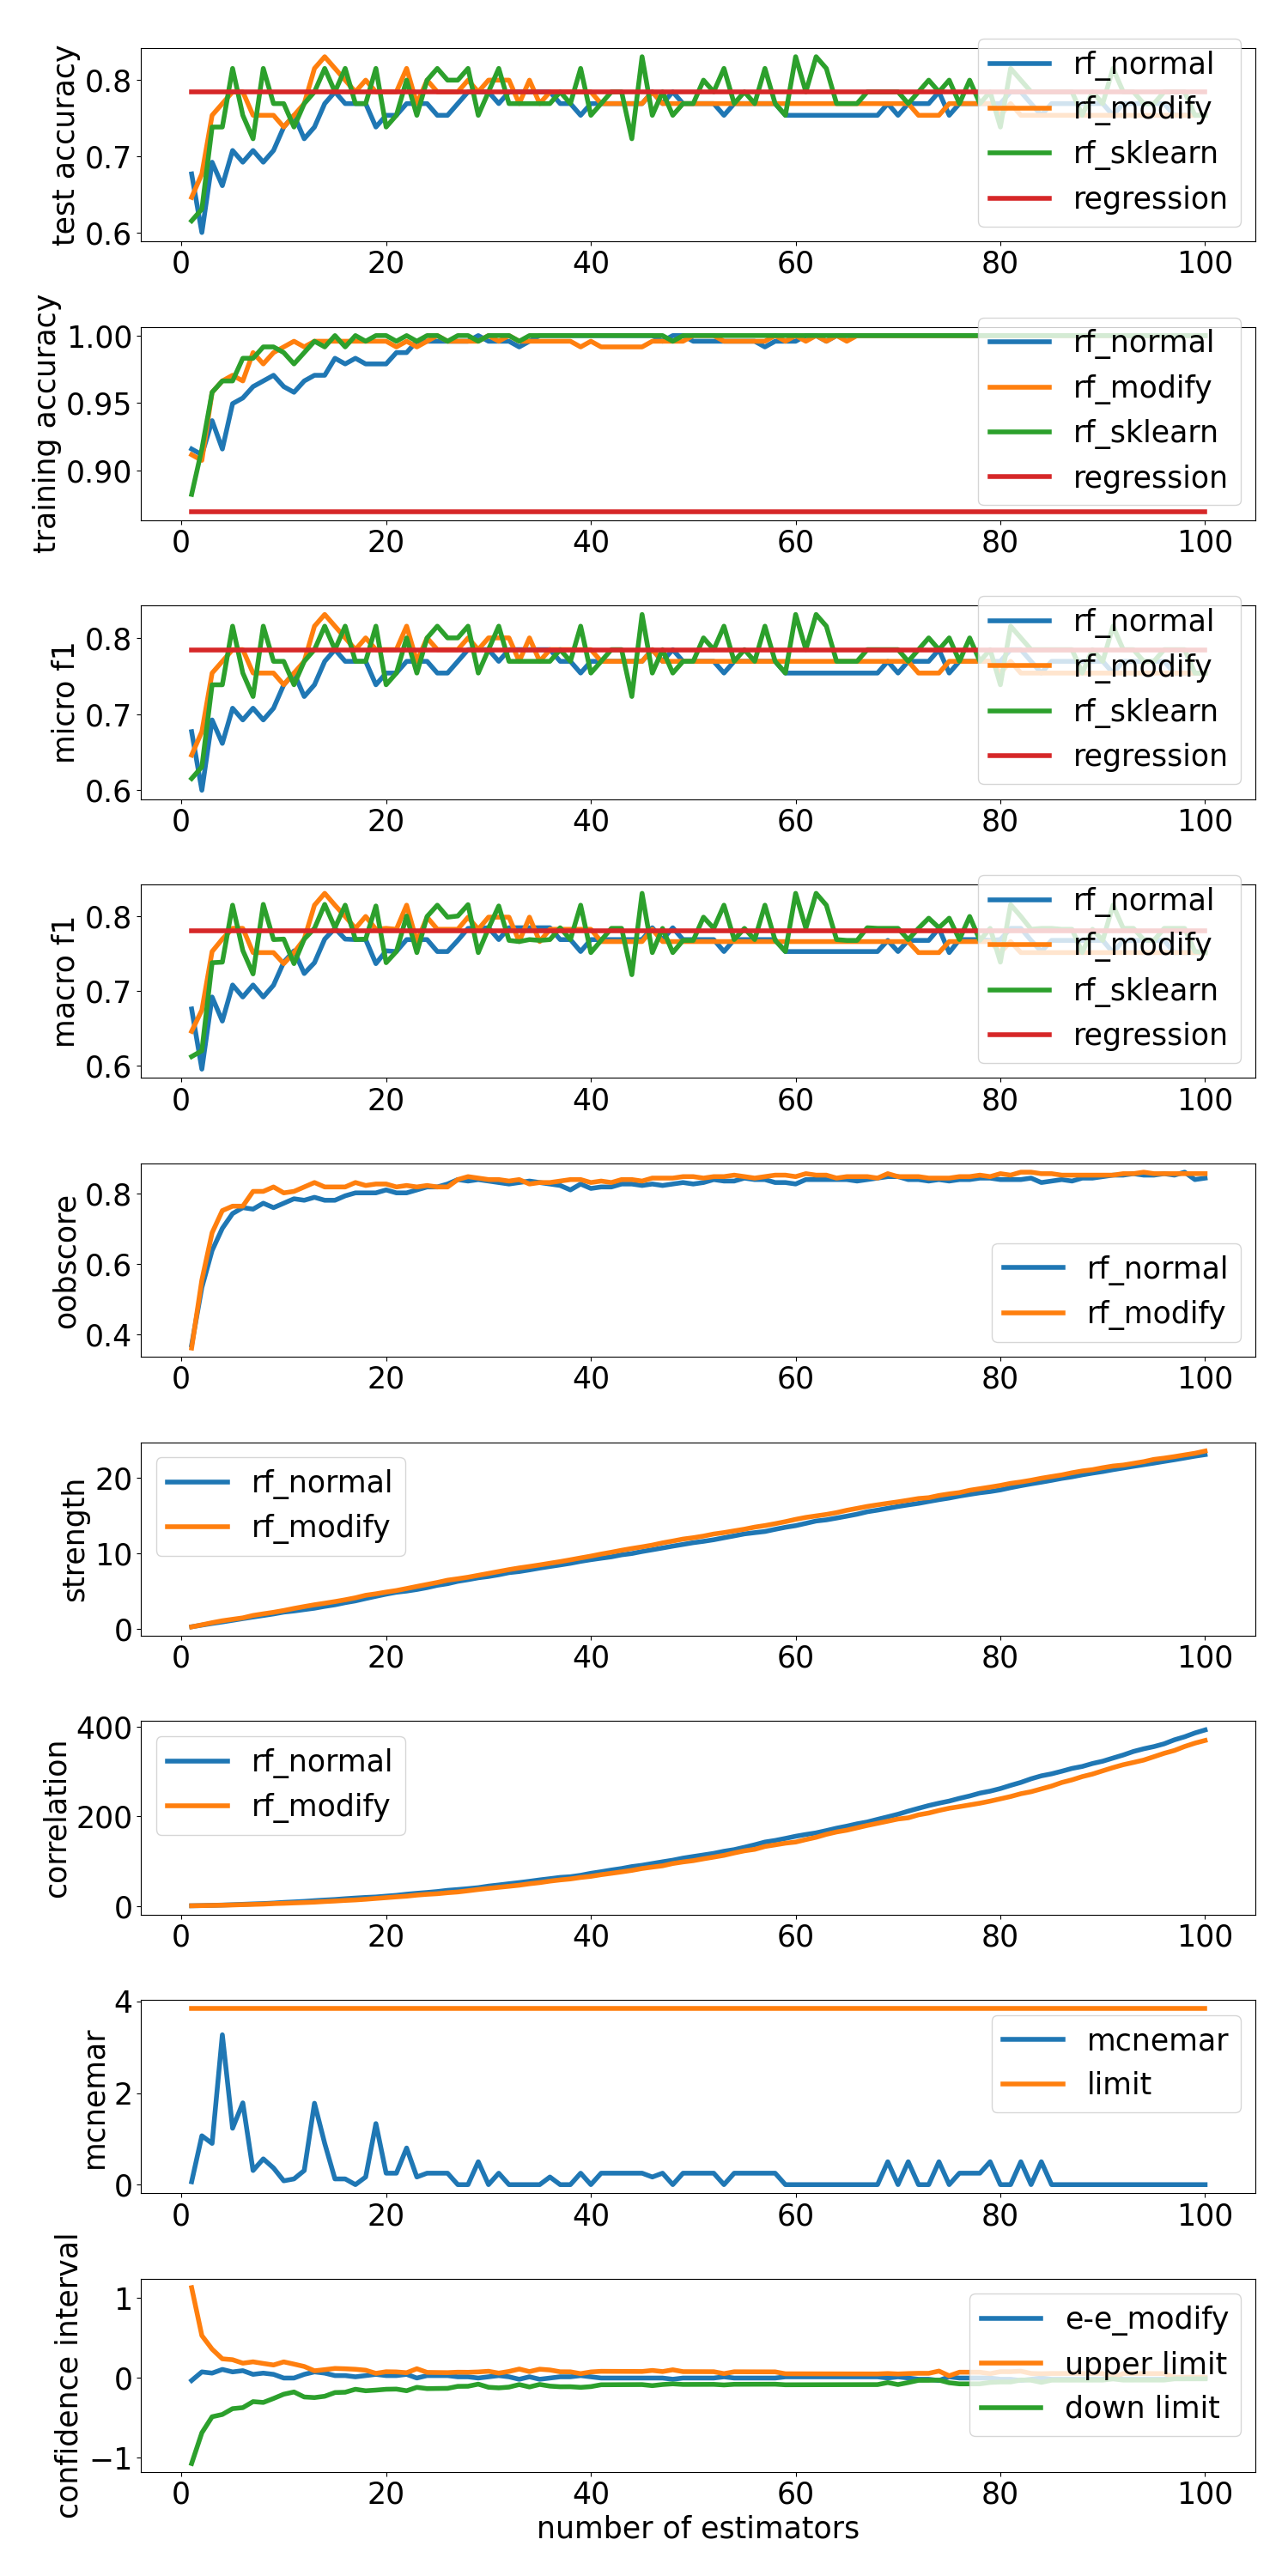 test accuracy
0.8
0.7
0.6
0 20 40 60 80 100
rf_normal
rf_modify
rf_sklearn
regression
training accuracy
1.00
0.95
0.90
0 20 40 60 80 100
rf_normal
rf_modify
rf_sklearn
regression
micro f1
0.8
0.7
0.6
0 20 40 60 80 100
rf_normal
rf_modify
rf_sklearn
regression
macro f1
0.8
0.7
0.6
0 20 40 60 80 100
rf_normal
rf_modify
rf_sklearn
regression
oobscore
0.8
0.6
0.4
0 20 40 60 80 100
rf_normal
rf_modify
strength
20
10
0
0 20 40 60 80 100
rf_normal
rf_modify
correlation
400
200
0
0 20 40 60 80 100
rf_normal
rf_modify
mcnemar
4
2
0
0 20 40 60 80 100
mcnemar
limit
confidence interval
1
0
−1
0 20 40 60 80 100
e-e_modify
upper limit
down limit
number of estimators